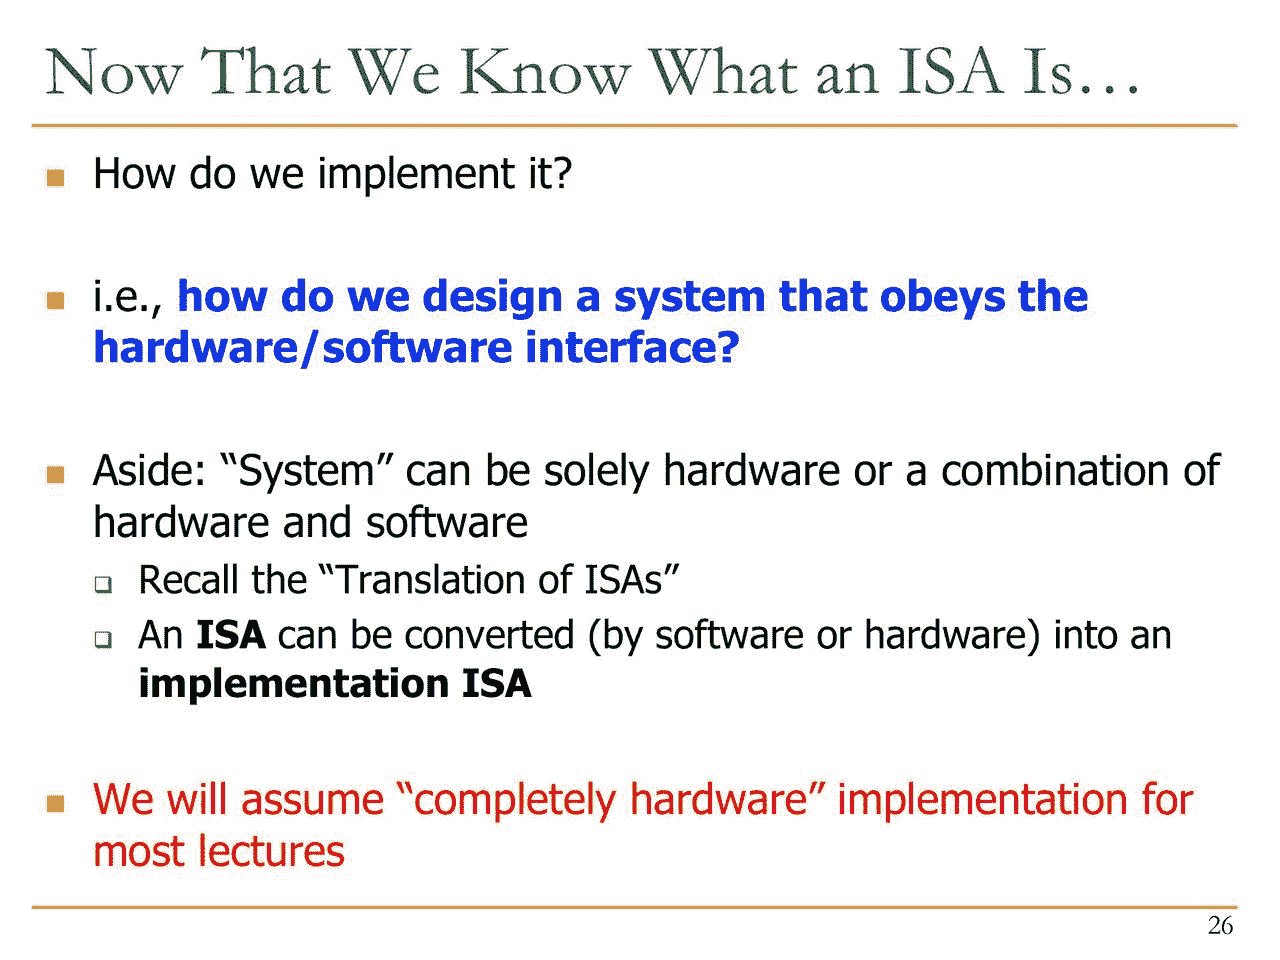 Now That We Know What an ISA Is…
How do we implement it?
i.e., how do we design a system that obeys the
hardware/software interface?
Aside: “System” can be solely hardware or a combination of
hardware and software
Recall the “Translation of ISAs”
An ISA can be converted (by software or hardware) into an
implementation ISA
We will assume “completely hardware” implementation for
most lectures
26